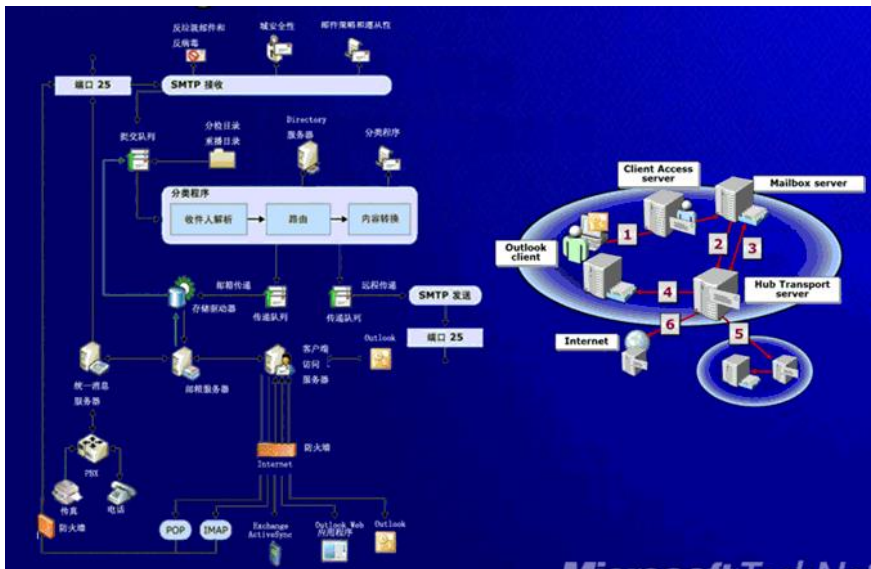 反垃圾邮件和
反病毒
域安全性
邮件策略和遵从性
端口 25
SMTP 接收
提交队列
分检目录
重播目录
Directory
服务器
分类程序
分类程序
收件人解析
路由
内容转换
邮箱传递
远程传递
存储驱动器
传递队列
传递队列
SMTP 发送
端口 25
统一消息
服务器
邮箱服务器
客户端
访问
服务器
Outlook
防火墙
Internet
PBX
传真
电话
防火墙
POP
IMAP
Exchange
ActiveSync
Outlook Web
应用程序
Outlook
Client Access
server
Mailbox server
Outlook
client
1
2
3
4
Hub Transport
server
6
5
Internet